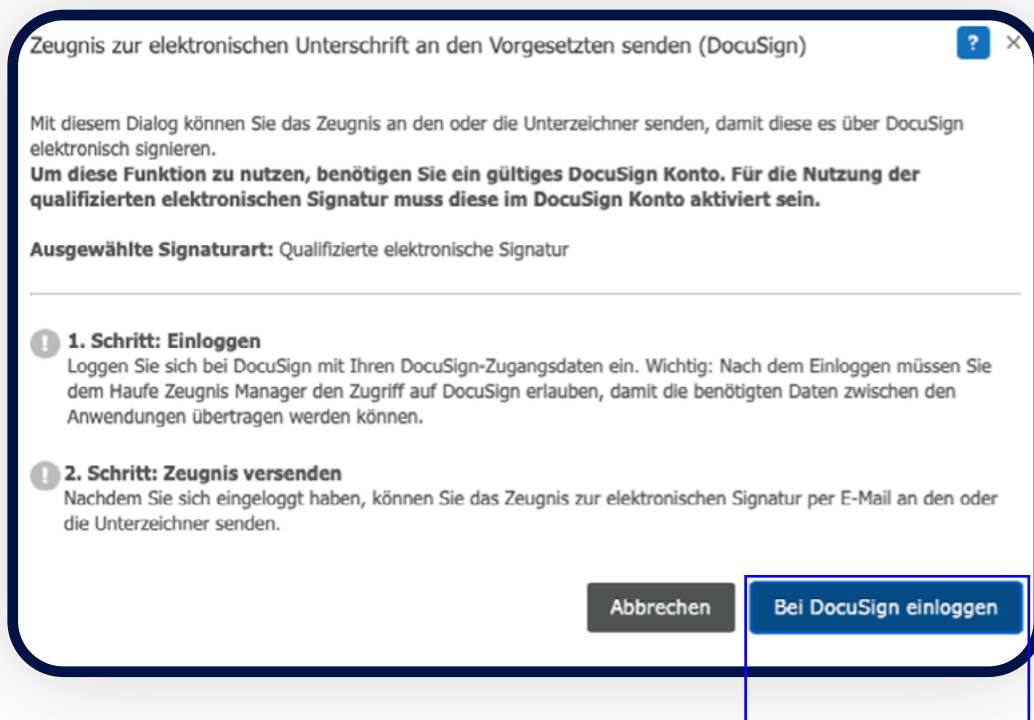 Zeugnis zur elektronischen Unterschrift an den Vorgesetzten senden (DocuSign)
?
×
Mit diesem Dialog können Sie das Zeugnis an den oder die Unterzeichner senden, damit diese es über DocuSign
elektronisch signieren.
Um diese Funktion zu nutzen, benötigen Sie ein gültiges DocuSign Konto. Für die Nutzung der
qualifizierten elektronischen Signatur muss diese im DocuSign Konto aktiviert sein.
Ausgewählte Signaturart: Qualifizierte elektronische Signatur
! 1. Schritt: Einloggen
Loggen Sie sich bei DocuSign mit Ihren DocuSign-Zugangsdaten ein. Wichtig: Nach dem Einloggen müssen Sie
dem Haufe Zeugnis Manager den Zugriff auf DocuSign erlauben, damit die benötigten Daten zwischen den
Anwendungen übertragen werden können.
! 2. Schritt: Zeugnis versenden
Nachdem Sie sich eingeloggt haben, können Sie das Zeugnis zur elektronischen Signatur per E-Mail an den oder
die Unterzeichner senden.
Abbrechen
Bei DocuSign einloggen